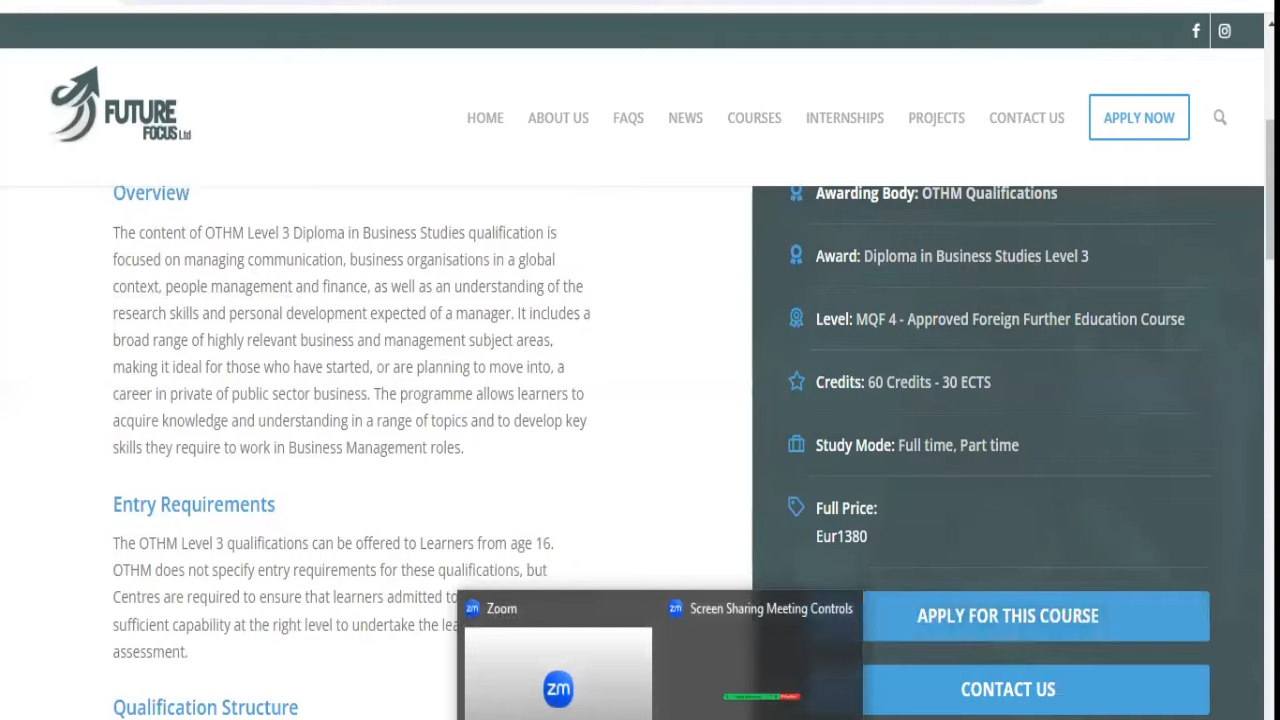 FUTURE
FOCUS Ltd
HOME ABOUT US FAQS NEWS COURSES INTERNSHIPS PROJECTS CONTACT US APPLY NOW
Overview
The content of OTHM Level 3 Diploma in Business Studies qualification is
focused on managing communication, business organisations in a global
context, people management and finance, as well as an understanding of the
research skills and personal development expected of a manager. It includes a
broad range of highly relevant business and management subject areas,
making it ideal for those who have started, or are planning to move into, a
career in private of public sector business. The programme allows learners to
acquire knowledge and understanding in a range of topics and to develop key
skills they require to work in Business Management roles.
Entry Requirements
The OTHM Level 3 qualifications can be offered to Learners from age 16.
OTHM does not specify entry requirements for these qualifications, but
Centres are required to ensure that learners admitted to
sufficient capability at the right level to undertake the lea
assessment.
Qualification Structure
Awarding Body: OTHM Qualifications
Award: Diploma in Business Studies Level 3
Level: MQF 4 - Approved Foreign Further Education Course
Credits: 60 Credits - 30 ECTS
Study Mode: Full time, Part time
Full Price:
Eur1380
APPLY FOR THIS COURSE
CONTACT US
zm Zoom
zm Screen Sharing Meeting Controls
zm